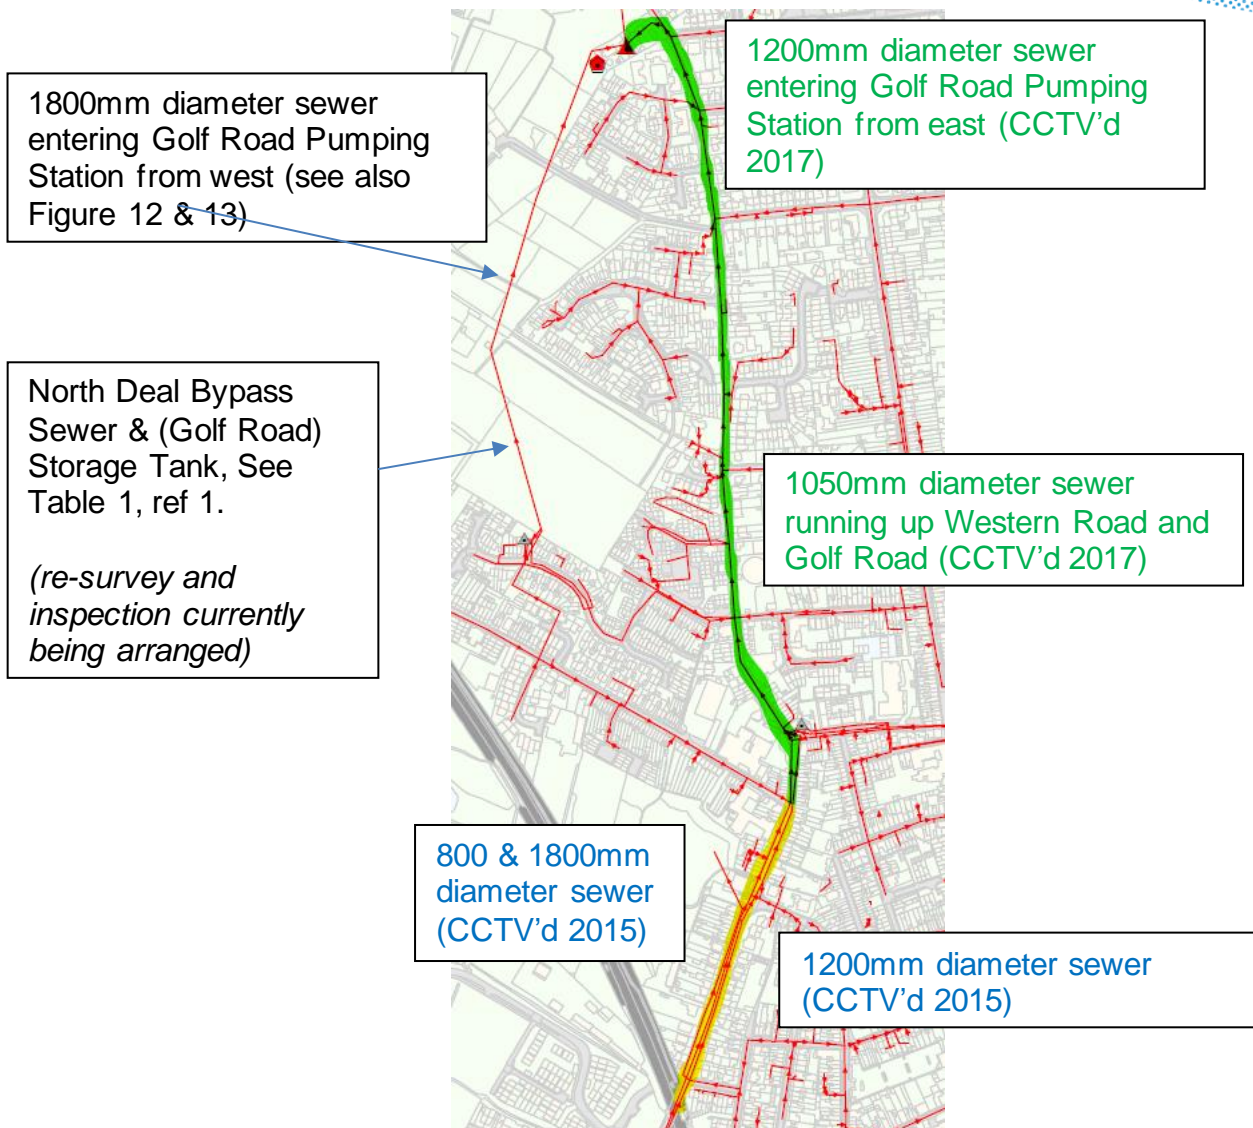 1800mm diameter sewer
entering Golf Road Pumping
Station from west (see also
Figure 12 & 13)
1200mm diameter sewer
entering Golf Road Pumping
Station from east (CCTV’d
2017)
North Deal Bypass
Sewer & (Golf Road)
Storage Tank, See
Table 1, ref 1.
(re-survey and
inspection currently
being arranged)
1050mm diameter sewer
running up Western Road and
Golf Road (CCTV’d 2017)
800 & 1800mm
diameter sewer
(CCTV’d 2015)
1200mm diameter sewer
(CCTV’d 2015)